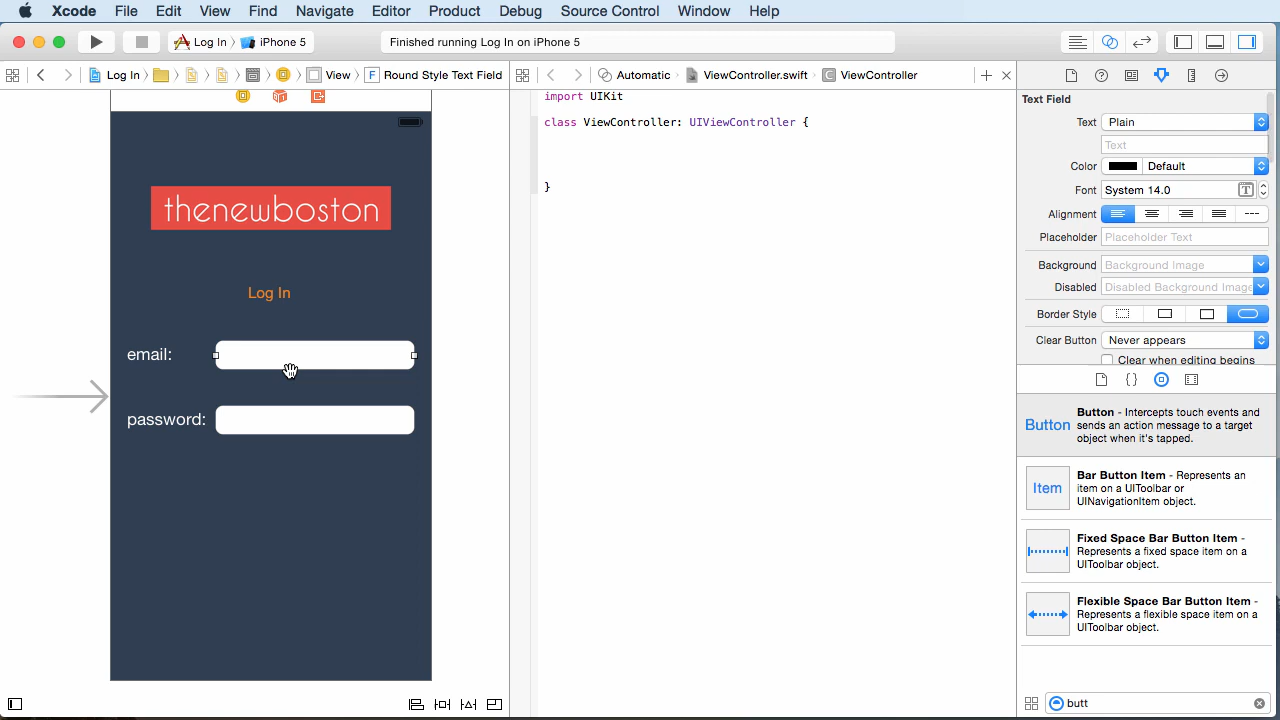 Xcode File Edit View Find Navigate Editor Product Debug Source Control Window Help
Log In iPhone 5 Finished running Log In on iPhone 5
Log In View F Round Style Text Field
Automatic ViewController.swift C ViewController
import UIKit
class ViewController: UIViewController {
}
thenewboston
Log In
email:
password:
Text Field
Text Plain
Text
Color Default
Font System 14.0 T
Alignment
Placeholder Placeholder Text
Background Background Image
Disabled Disabled Background Image
Border Style
Clear Button Never appears
Clear when editing begins
{}
Button
Button - Intercepts touch events and
sends an action message to a target
object when it's tapped.
Item
Bar Button Item - Represents an
item on a UIToolbar or
UINavigationItem object.
Fixed Space Bar Button Item -
Represents a fixed space item on a
UIToolbar object.
Flexible Space Bar Button Item -
Represents a flexible space item on a
UIToolbar object.
butt